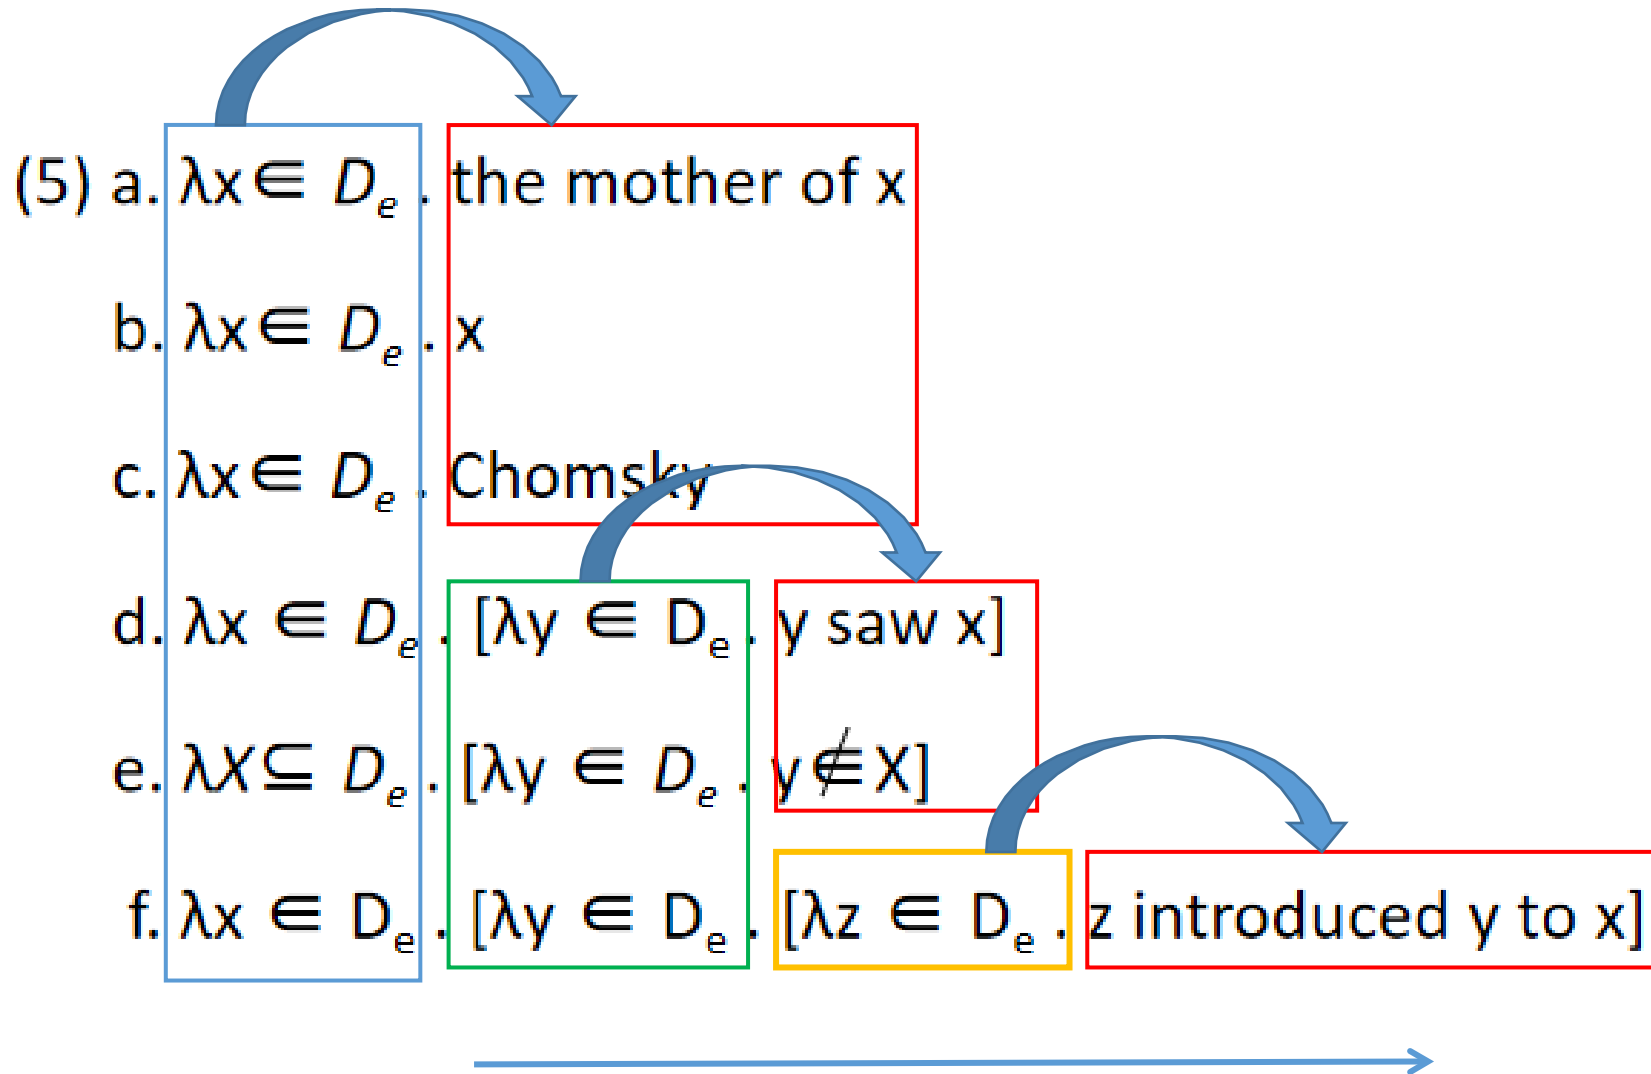 (5) a. λx∈ Dₑ . the mother of x
b. λx∈ Dₑ . x
c. λx∈ Dₑ . Chomsky
d. λx ∈ Dₑ . [λy ∈ Dₑ . y saw x]
e. λX⊆ Dₑ . [λy ∈ Dₑ . y∉X]
f. λx ∈ Dₑ . [λy ∈ Dₑ . [λz ∈ Dₑ . z introduced y to x]